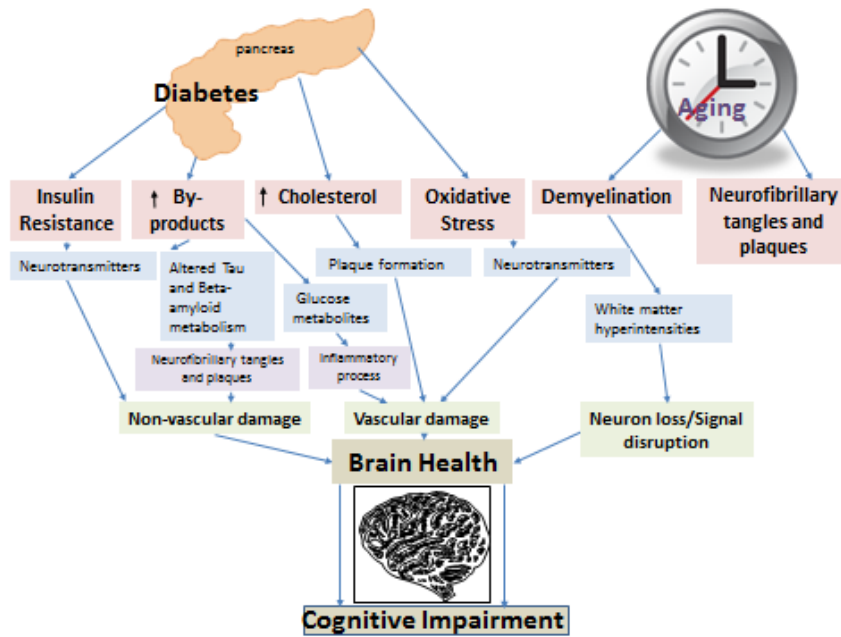 pancreas
Diabetes
Aging
Insulin
Resistance
↑ By-
products
↑ Cholesterol
Oxidative
Stress
Demyelination
Neurofibrillary
tangles and
plaques
Neurotransmitters
Altered Tau
and Beta-
amyloid
metabolism
Plaque formation
Neurotransmitters
Glucose
metabolites
White matter
hyperintensities
Neurofibrillary tangles
and plaques
Inflammatory
process
Non-vascular damage
Vascular damage
Neuron loss/Signal
disruption
Brain Health
Cognitive Impairment